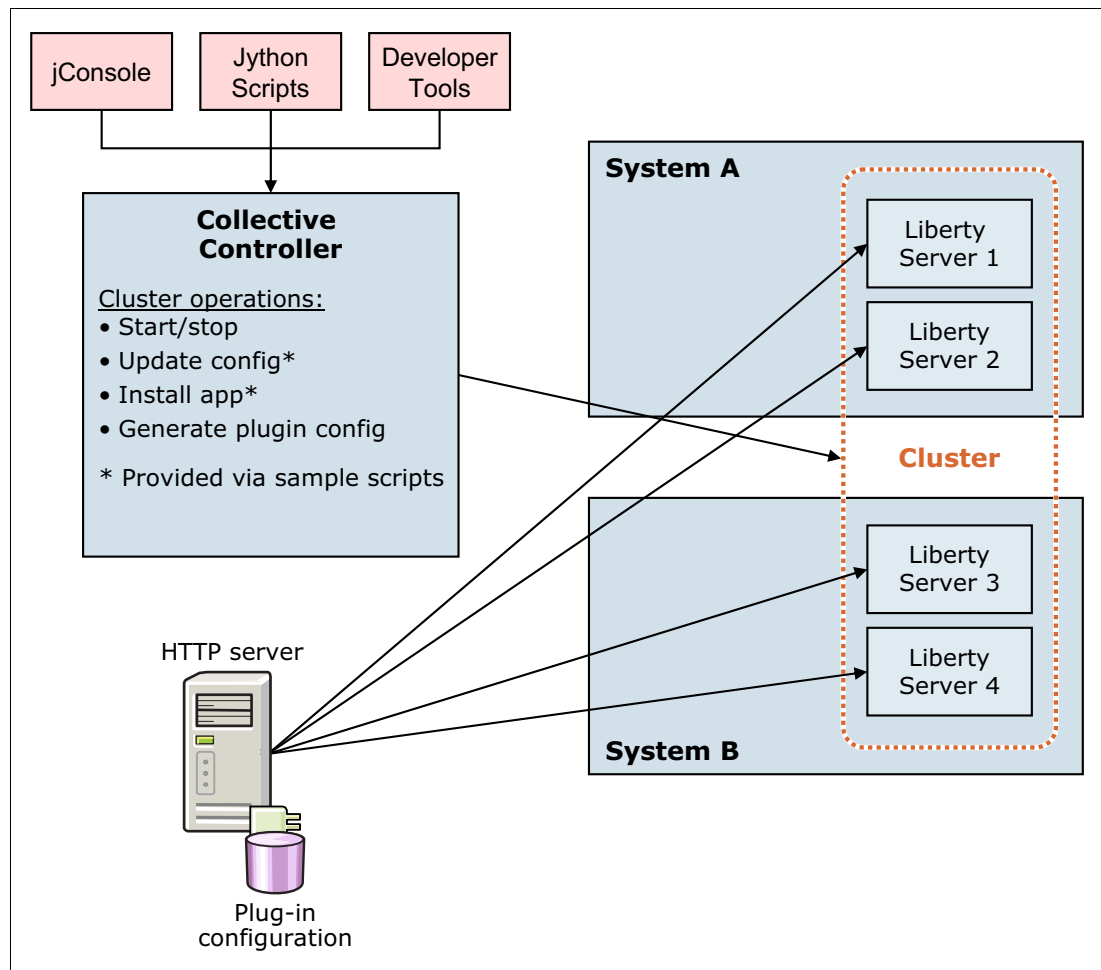 jConsole
Jython
Scripts
Developer
Tools
Collective
Controller
Cluster operations:
• Start/stop
• Update config*
• Install app*
• Generate plugin config
* Provided via sample scripts
System A
Liberty
Server 1
Liberty
Server 2
Cluster
Liberty
Server 3
Liberty
Server 4
System B
HTTP server
Plug-in
configuration